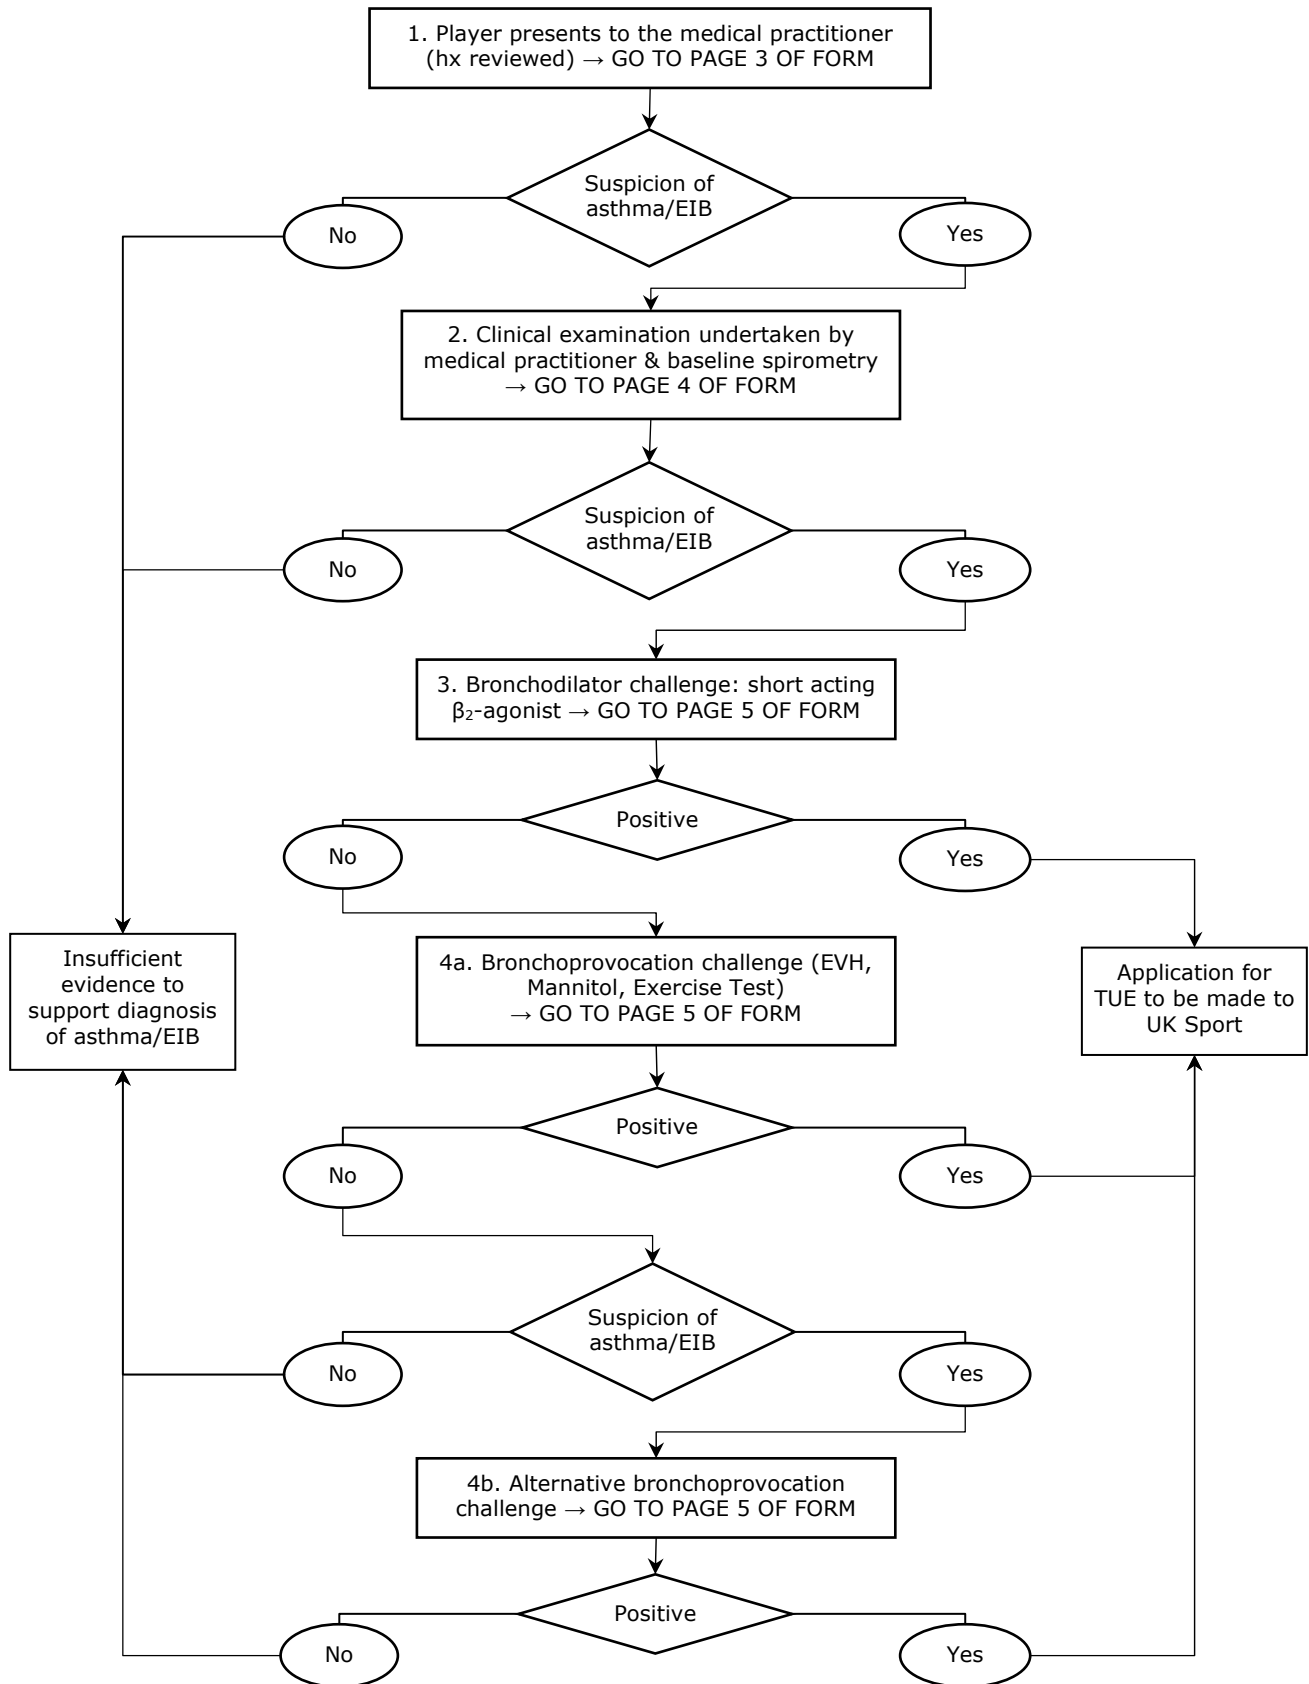 1. Player presents to the medical practitioner
(hx reviewed) → GO TO PAGE 3 OF FORM
Suspicion of
asthma/EIB
No
Yes
2. Clinical examination undertaken by
medical practitioner & baseline spirometry
→ GO TO PAGE 4 OF FORM
Suspicion of
asthma/EIB
No
Yes
3. Bronchodilator challenge: short acting
β₂-agonist → GO TO PAGE 5 OF FORM
Positive
No
Yes
Insufficient
evidence to
support diagnosis
of asthma/EIB
4a. Bronchoprovocation challenge (EVH,
Mannitol, Exercise Test)
→ GO TO PAGE 5 OF FORM
Application for
TUE to be made to
UK Sport
Positive
No
Yes
Suspicion of
asthma/EIB
No
Yes
4b. Alternative bronchoprovocation
challenge → GO TO PAGE 5 OF FORM
Positive
No
Yes